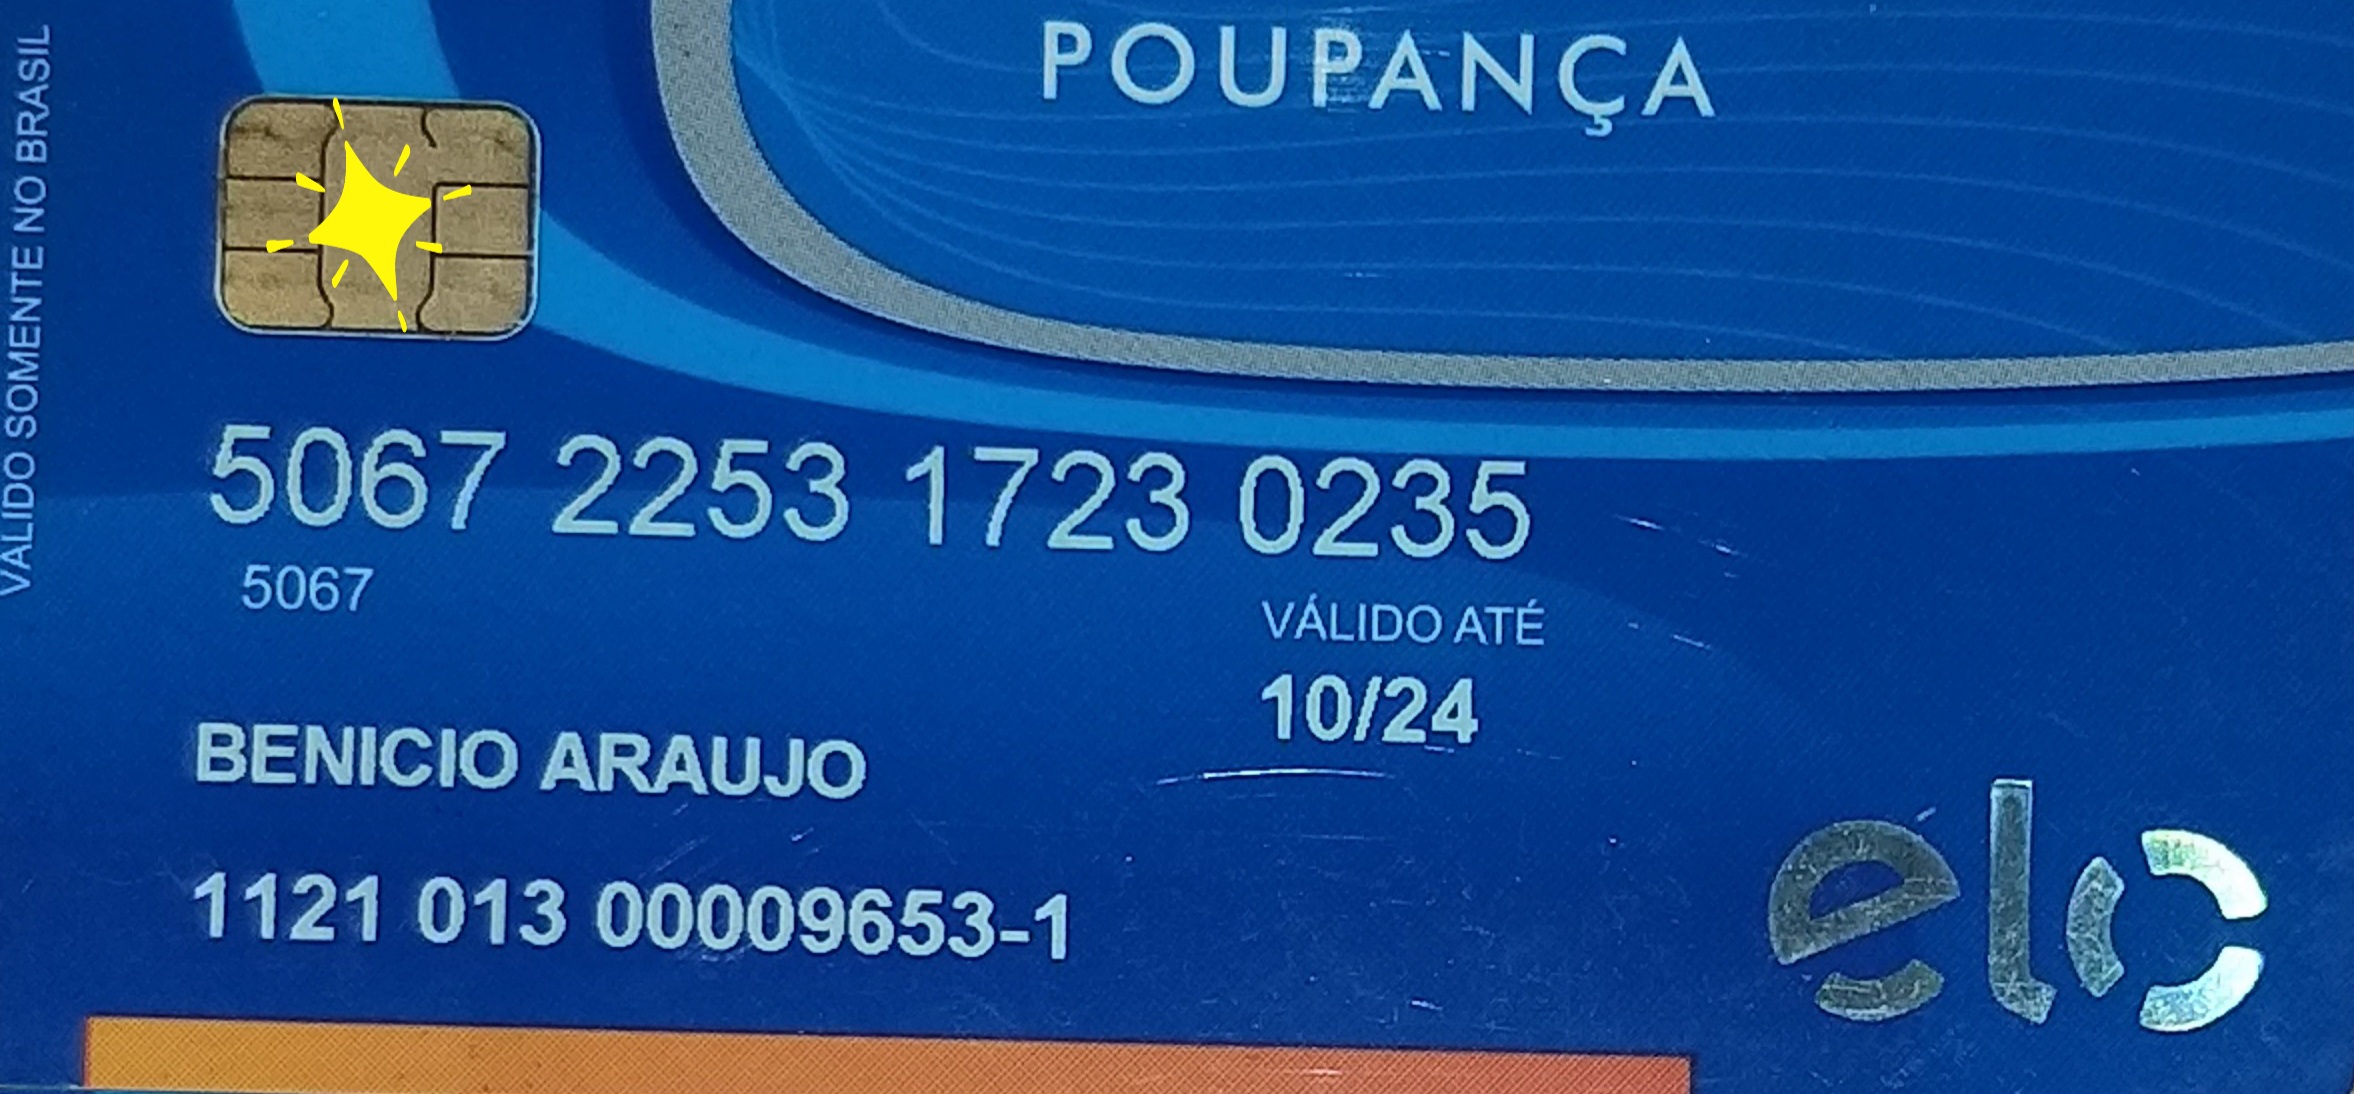 VÁLIDO SOMENTE NO BRASIL
POUPANÇA
5067 2253 1723 0235
5067
VÁLIDO ATÉ
10/24
BENICIO ARAUJO
1121 013 00009653-1
elo